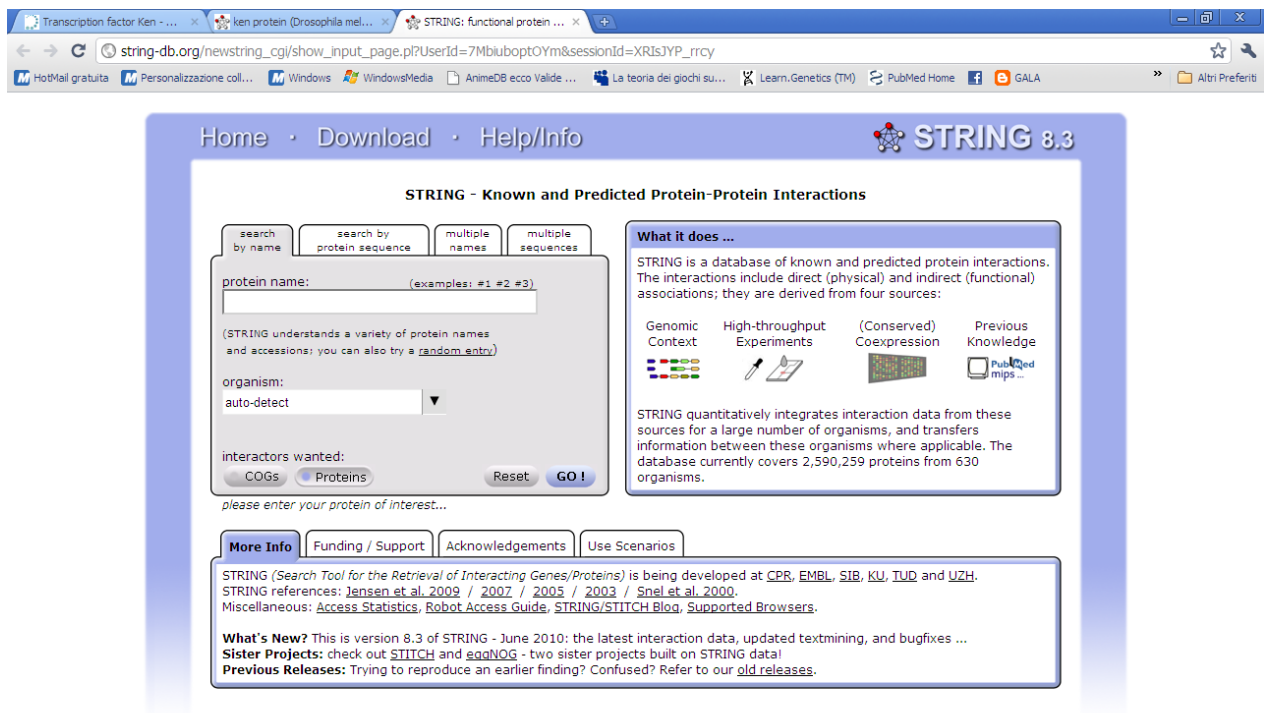 Transcription factor Ken - ...
ken protein (Drosophila mel...
STRING: functional protein ...
string-db.org/newstring_cgi/show_input_page.pl?UserId=7MbiuboptOYm&sessionId=XRIsJYP_rrcy
HotMail gratuita Personalizzazione coll... Windows WindowsMedia AnimeDB ecco Valide ... La teoria dei giochi su... Learn.Genetics (TM) PubMed Home GALA » Altri Preferiti
Home · Download · Help/Info
STRING 8.3
STRING - Known and Predicted Protein-Protein Interactions
search by name
search by protein sequence
multiple names
multiple sequences
protein name: (examples: #1 #2 #3)
(STRING understands a variety of protein names
and accessions; you can also try a random entry)
organism:
auto-detect
interactors wanted:
COGs Proteins Reset GO !
please enter your protein of interest...
What it does ...
STRING is a database of known and predicted protein interactions.
The interactions include direct (physical) and indirect (functional)
associations; they are derived from four sources:
Genomic Context
High-throughput Experiments
(Conserved) Coexpression
Previous Knowledge
PubMed
mips ...
STRING quantitatively integrates interaction data from these
sources for a large number of organisms, and transfers
information between these organisms where applicable. The
database currently covers 2,590,259 proteins from 630
organisms.
More Info
Funding / Support
Acknowledgements
Use Scenarios
STRING (Search Tool for the Retrieval of Interacting Genes/Proteins) is being developed at CPR, EMBL, SIB, KU, TUD and UZH.
STRING references: Jensen et al. 2009 / 2007 / 2005 / 2003 / Snel et al. 2000.
Miscellaneous: Access Statistics, Robot Access Guide, STRING/STITCH Blog, Supported Browsers.
What's New? This is version 8.3 of STRING - June 2010: the latest interaction data, updated textmining, and bugfixes ...
Sister Projects: check out STITCH and eggNOG - two sister projects built on STRING data!
Previous Releases: Trying to reproduce an earlier finding? Confused? Refer to our old releases.